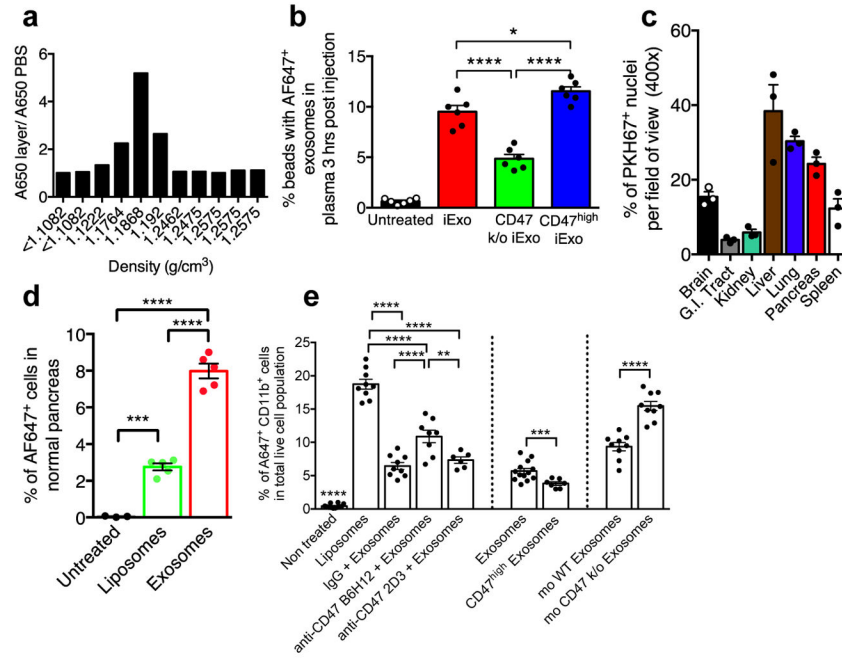 a
A650 layer/ A650 PBS
6
4
2
0
<1.1082
<1.1082
1.1222
1.1764
1.1868
1.192
1.2462
1.2475
1.2575
1.2575
1.2575
Density (g/cm³)
b
% beads with AF647⁺
exosomes in
plasma 3 hrs post injection
15
10
5
0
*
**** ****
Untreated
iExo
CD47
k/o iExo
CD47ʰⁱᵍʰ
iExo
c
% of PKH67⁺ nuclei
per field of view (400x)
60
40
20
0
Brain
G.I. Tract
Kidney
Liver
Lung
Pancreas
Spleen
d
% of AF647⁺ cells in
normal pancreas
10
8
6
4
2
0
****
****
***
Untreated
Liposomes
Exosomes
e
% of A647⁺ CD11b⁺ cells
in total live cell population
25
20
15
10
5
0
****
****
****
**** **
****
***
****
Non treated
Liposomes
IgG + Exosomes
anti-CD47 B6H12 + Exosomes
anti-CD47 2D3 + Exosomes
Exosomes
CD47ʰⁱᵍʰ Exosomes
mo WT Exosomes
mo CD47 k/o Exosomes